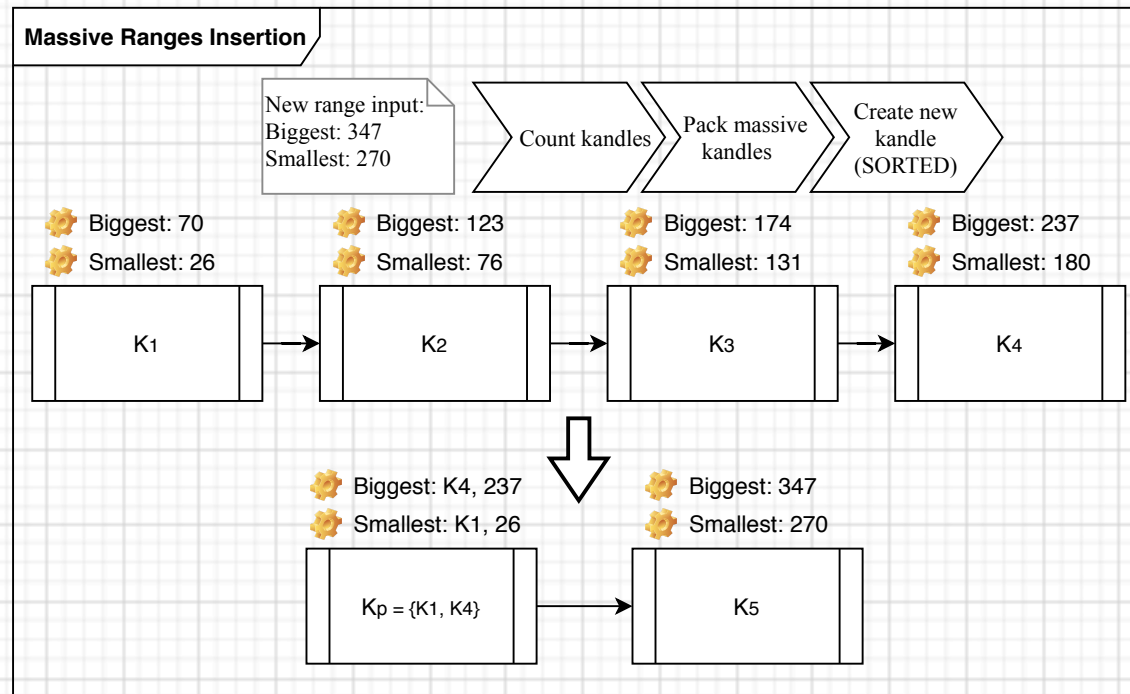 Massive Ranges Insertion
New range input:
Biggest: 347
Smallest: 270
Count kandles
Pack massive
kandles
Create new
kandle
(SORTED)
Biggest: 70
Smallest: 26
Biggest: 123
Smallest: 76
Biggest: 174
Smallest: 131
Biggest: 237
Smallest: 180
K1
K2
K3
K4
Biggest: K4, 237
Smallest: K1, 26
Biggest: 347
Smallest: 270
Kp = {K1, K4}
K5